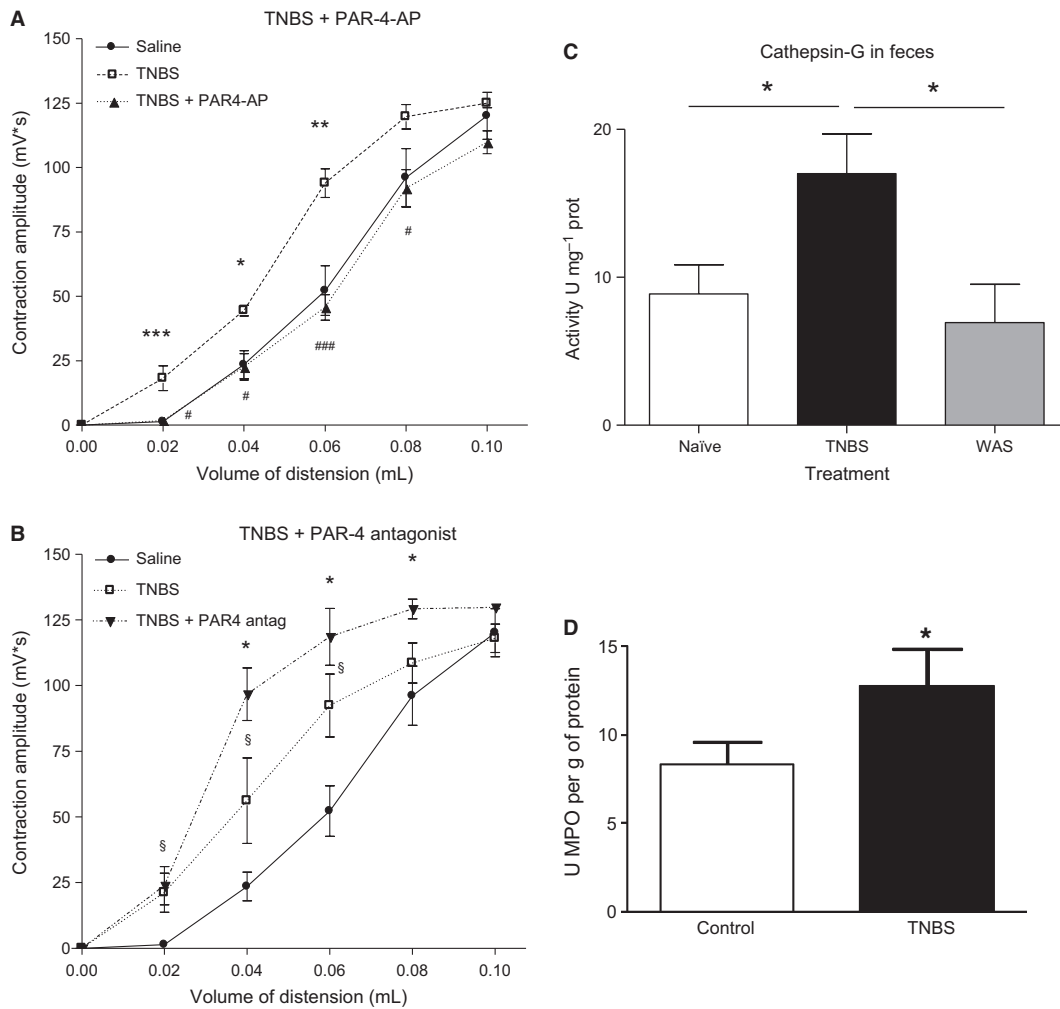 A
TNBS + PAR-4-AP
Saline
TNBS
TNBS + PAR4-AP
Contraction amplitude (mV*s)
150
125
100
75
50
25
0
***
*
**
#
#
###
#
0.00 0.02 0.04 0.06 0.08 0.10
Volume of distension (mL)
B
TNBS + PAR-4 antagonist
Saline
TNBS
TNBS + PAR4 antag
Contraction amplitude (mV*s)
150
125
100
75
50
25
0
*
*
*
§
§
§
0.00 0.02 0.04 0.06 0.08 0.10
Volume of distension (mL)
C
Cathepsin-G in feces
* *
Activity U mg⁻¹ prot
20
10
0
Naïve TNBS WAS
Treatment
D
U MPO per g of protein
15
10
5
0
*
Control TNBS